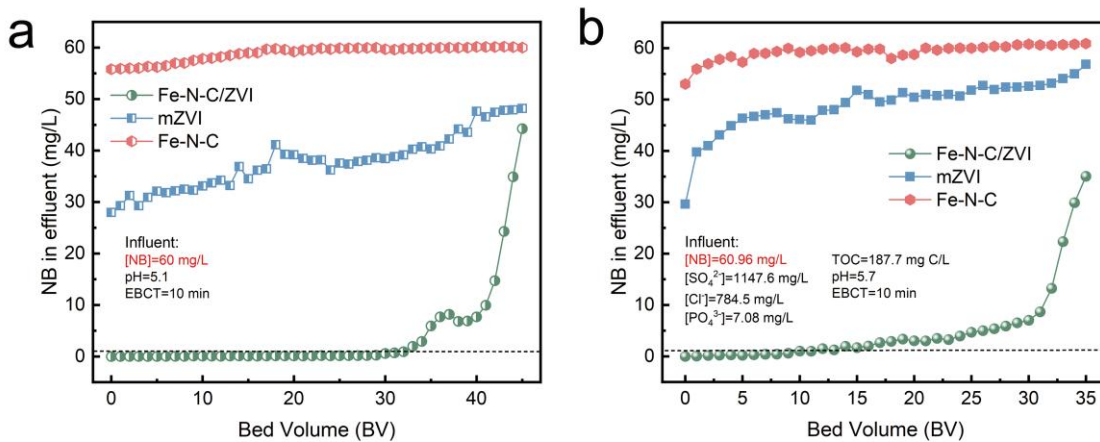 a
NB in effluent (mg/L)
60
50
40
30
20
10
0
Fe-N-C/ZVI
mZVI
Fe-N-C
Influent:
[NB]=60 mg/L
pH=5.1
EBCT=10 min
0 10 20 30 40
Bed Volume (BV)
b
NB in effluent (mg/L)
60
50
40
30
20
10
0
Fe-N-C/ZVI
mZVI
Fe-N-C
Influent:
[NB]=60.96 mg/L
[SO₄²⁻]=1147.6 mg/L
[Cl⁻]=784.5 mg/L
[PO₄³⁻]=7.08 mg/L
TOC=187.7 mg C/L
pH=5.7
EBCT=10 min
0 5 10 15 20 25 30 35
Bed Volume (BV)